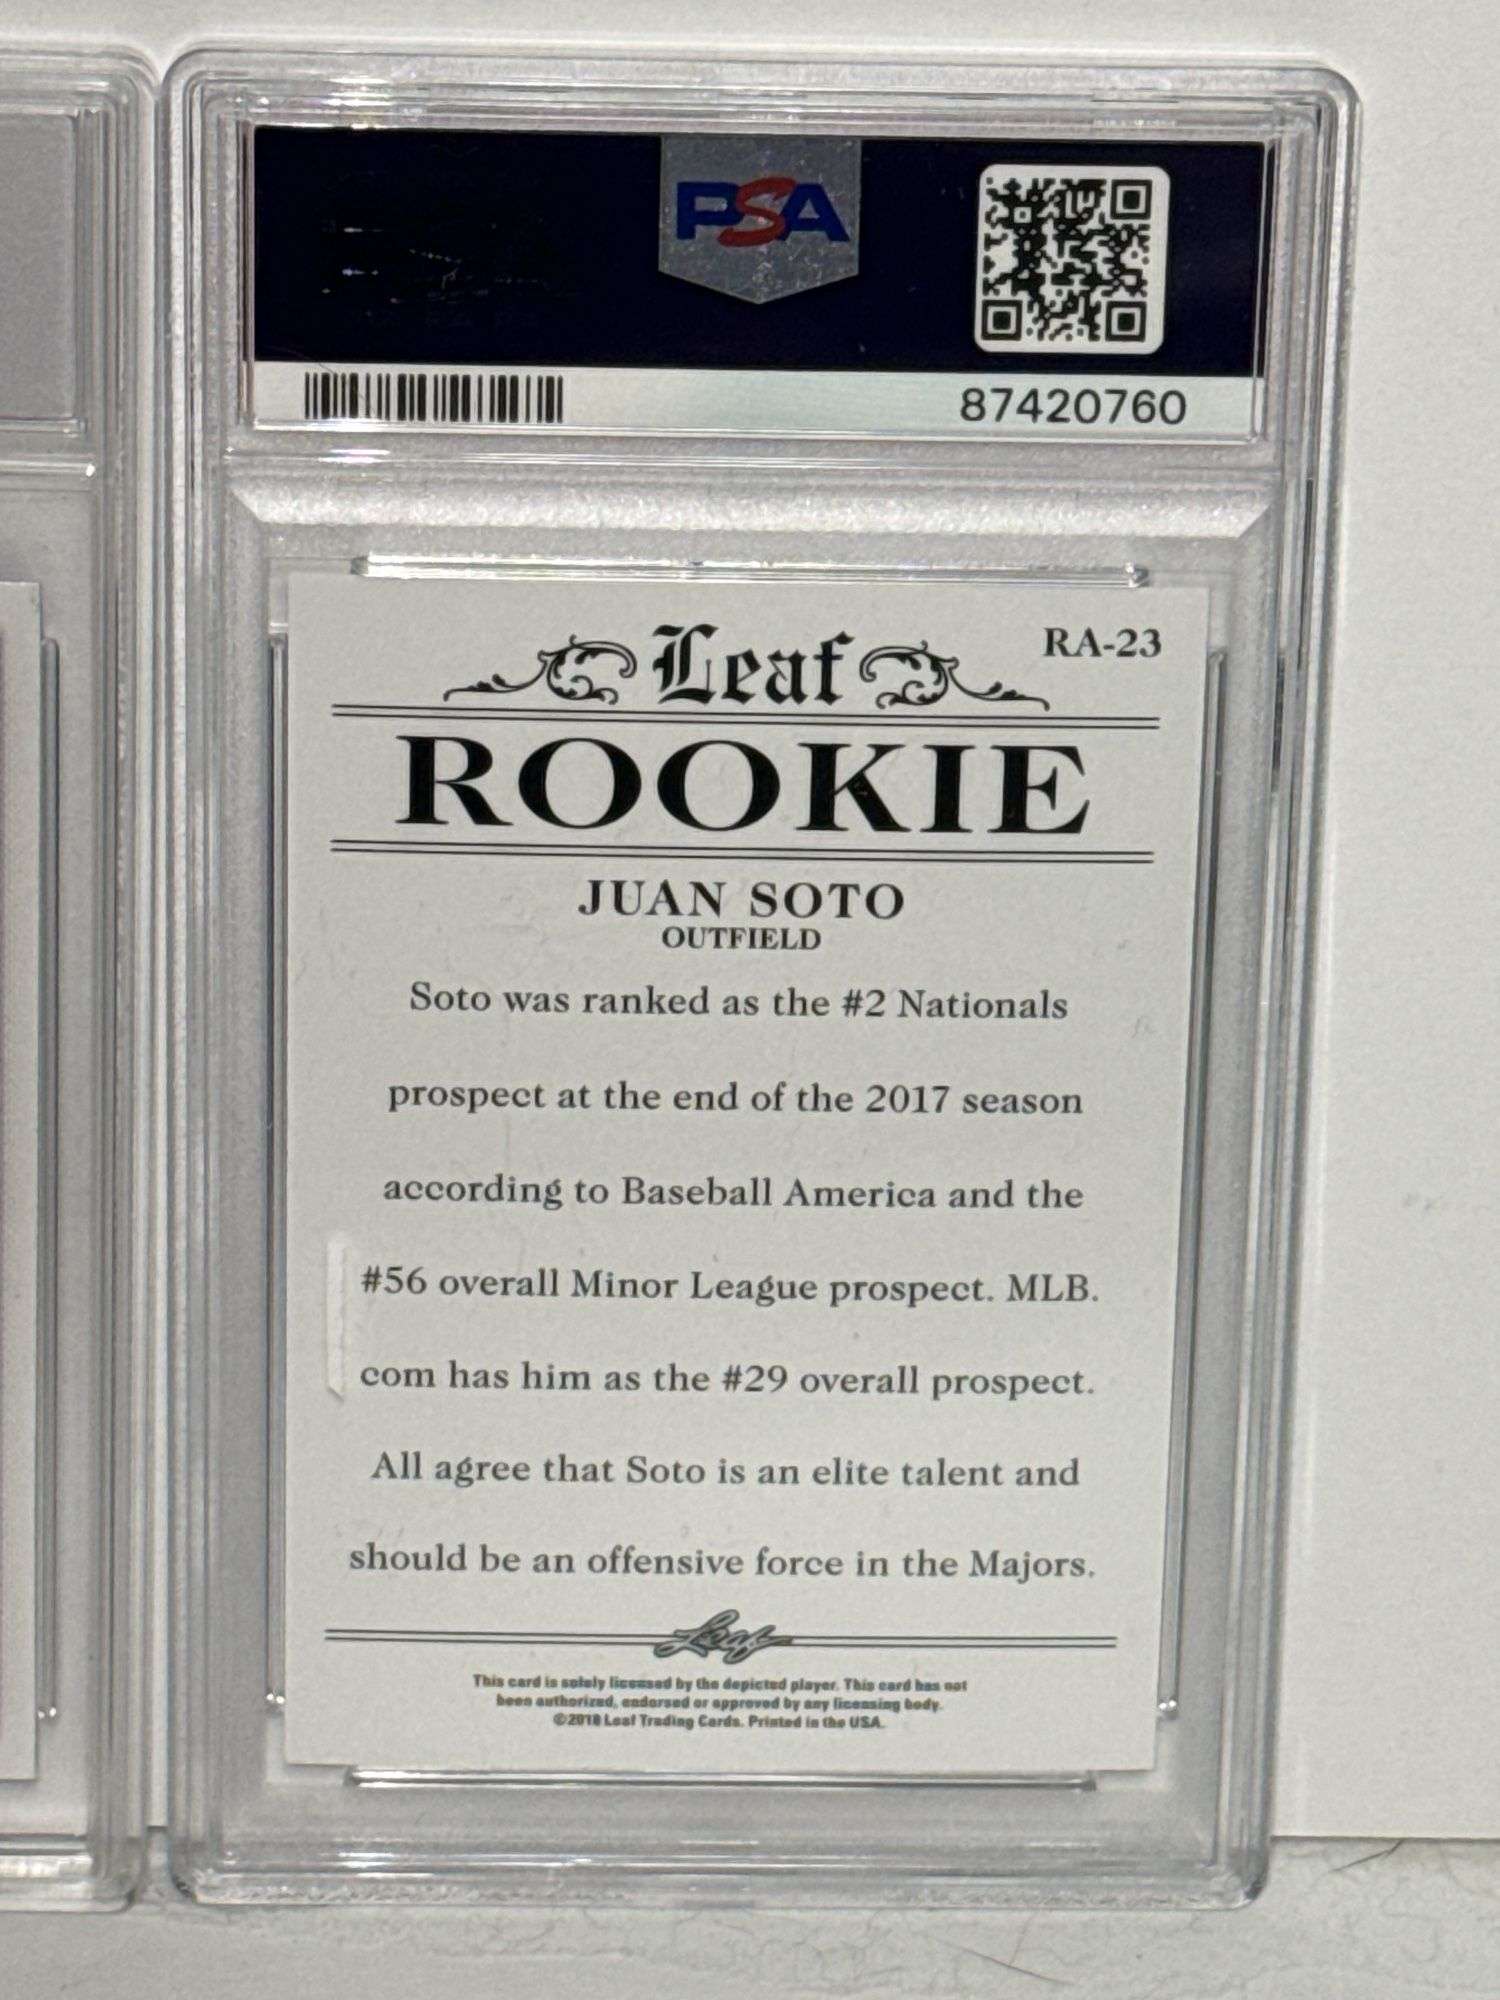 PSA
87420760
Leaf
RA-23
ROOKIE
JUAN SOTO
OUTFIELD
Soto was ranked as the #2 Nationals
prospect at the end of the 2017 season
according to Baseball America and the
#56 overall Minor League prospect. MLB.
com has him as the #29 overall prospect.
All agree that Soto is an elite talent and
should be an offensive force in the Majors.
Leaf
This card is solely licensed by the depicted player. This card has not
been authorized, endorsed or approved by any licensing body.
©2018 Leaf Trading Cards. Printed in the USA.